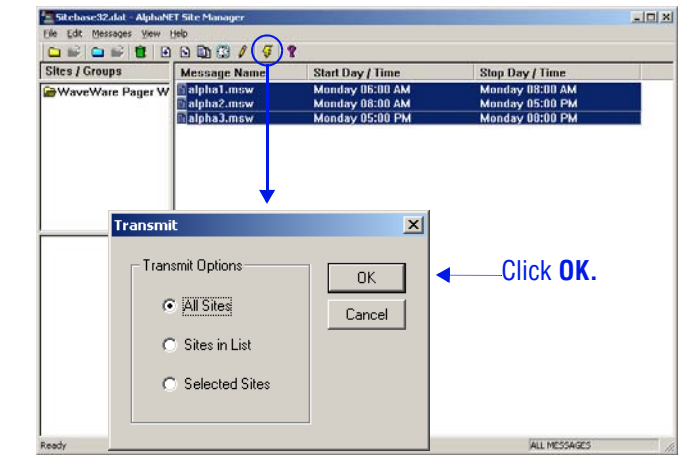 Sitebase32.dat - AlphaNET Site Manager
File Edit Messages View Help
Sites / Groups Message Name Start Day / Time Stop Day / Time
WaveWare Pager W alpha1.msw Monday 06:00 AM Monday 08:00 AM
alpha2.msw Monday 08:00 AM Monday 05:00 PM
alpha3.msw Monday 05:00 PM Monday 08:00 PM
Transmit
Transmit Options
OK
All Sites
Cancel
Sites in List
Selected Sites
Click OK.
Ready ALL MESSAGES